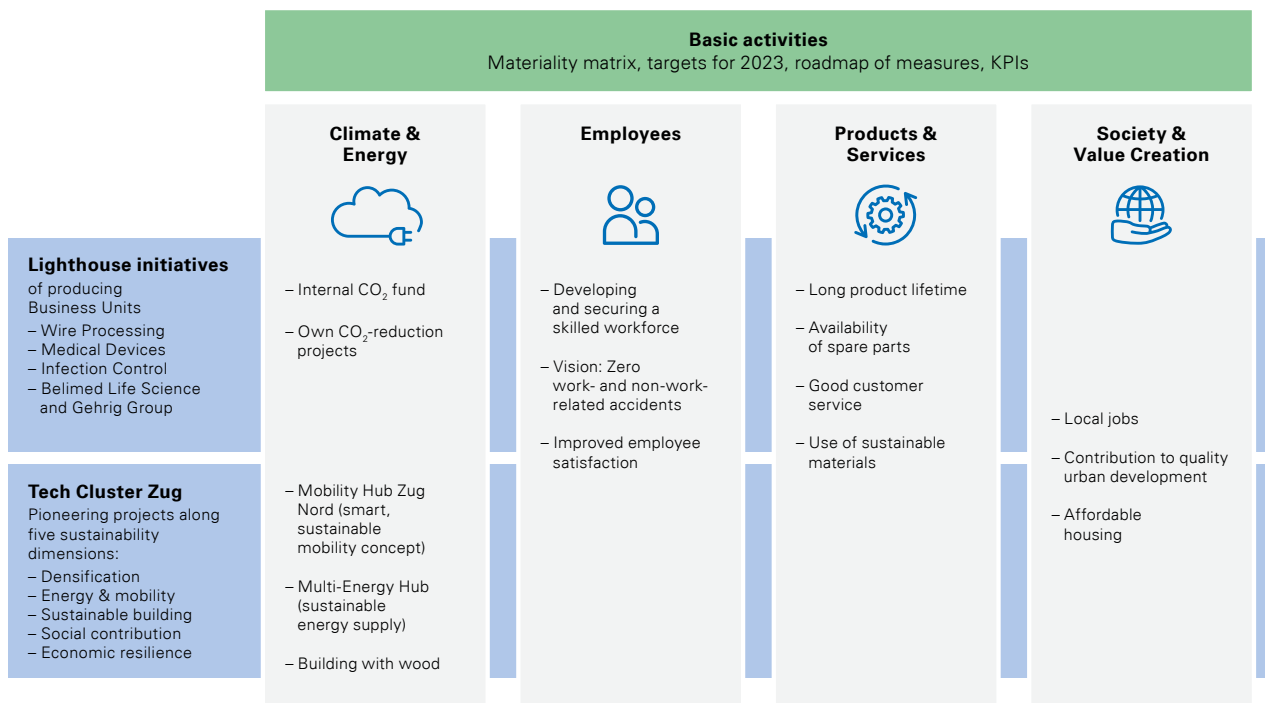 Basic activities
Materiality matrix, targets for 2023, roadmap of measures, KPIs
Lighthouse initiatives
of producing
Business Units
– Wire Processing
– Medical Devices
– Infection Control
– Belimed Life Science
and Gehrig Group
Tech Cluster Zug
Pioneering projects along
five sustainability
dimensions:
– Densification
– Energy & mobility
– Sustainable building
– Social contribution
– Economic resilience
Climate &
Energy
– Internal CO₂ fund
– Own CO₂-reduction
projects
– Mobility Hub Zug
Nord (smart,
sustainable
mobility concept)
– Multi-Energy Hub
(sustainable
energy supply)
– Building with wood
Employees
– Developing
and securing a
skilled workforce
– Vision: Zero
work- and non-work-
related accidents
– Improved employee
satisfaction
Products &
Services
– Long product lifetime
– Availability
of spare parts
– Good customer
service
– Use of sustainable
materials
Society &
Value Creation
– Local jobs
– Contribution to quality
urban development
– Affordable
housing